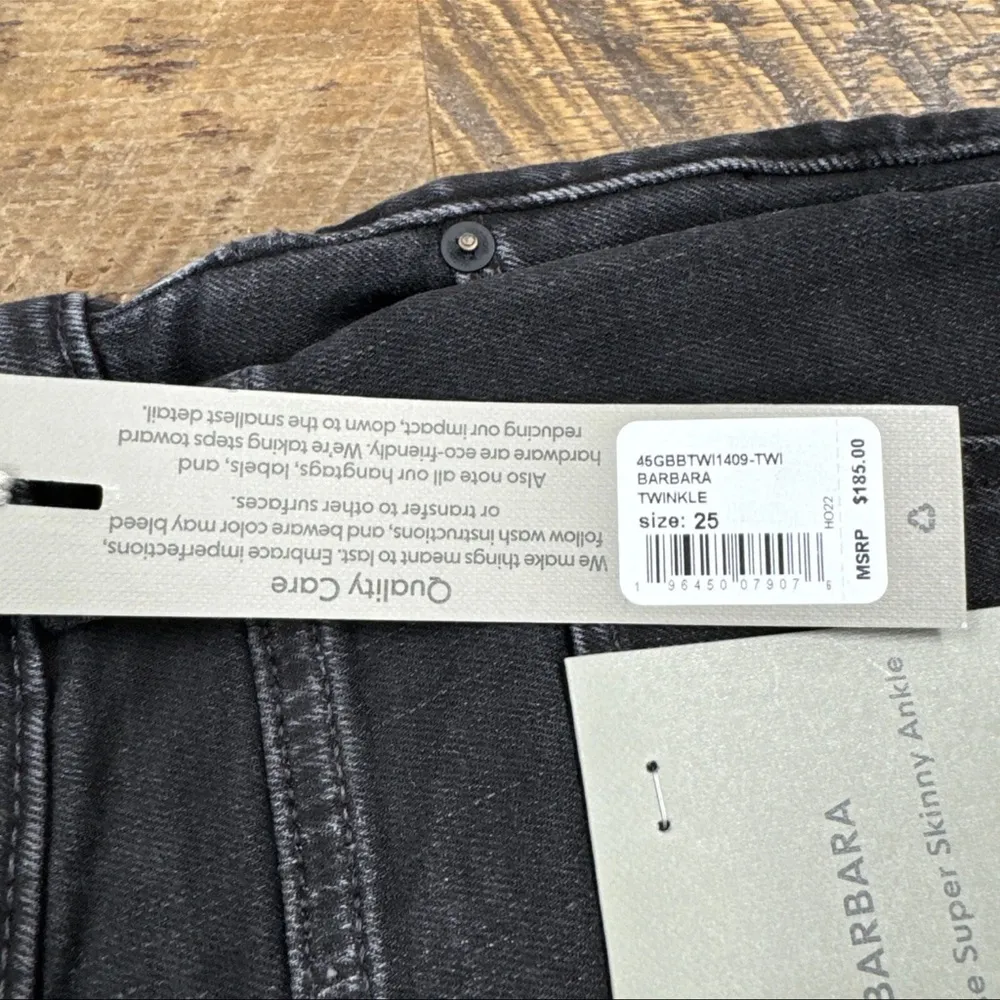 Quality Care
We make things meant to last. Embrace imperfections,
follow wash instructions, and beware color may bleed
or transfer to other surfaces.
Also note all our hangtags, labels, and
hardware are eco-friendly. We're taking steps toward
reducing our impact, down to the smallest detail.
45GBBTWI1409-TWI
BARBARA
TWINKLE
size: 25
1 96450 07907 6
HO22
MSRP $185.00
BARBARA
Super Skinny Ankle